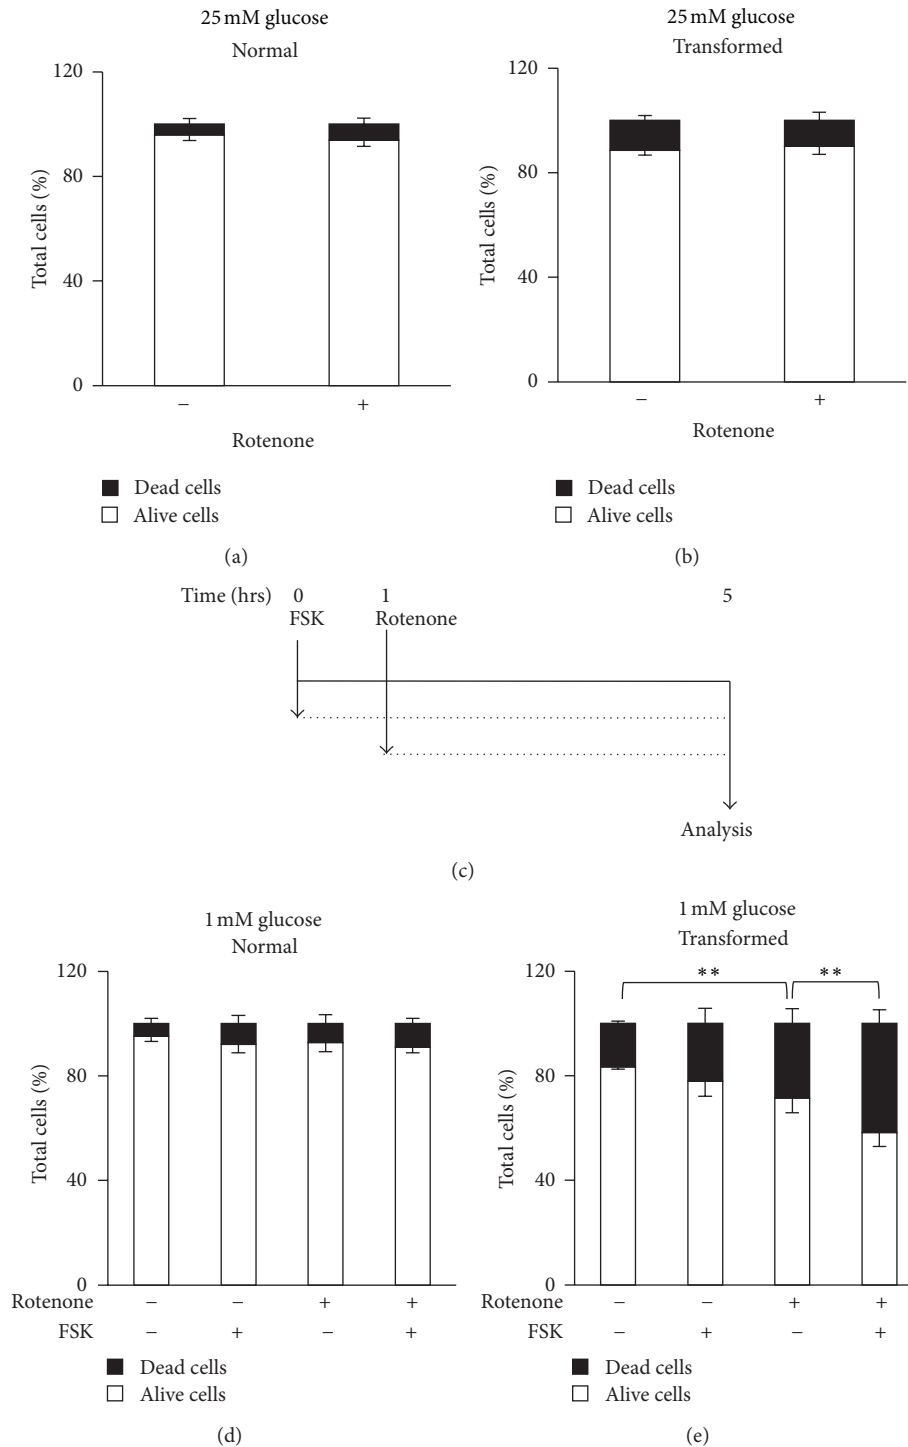 25 mM glucose
Normal
120
80
40
0
Total cells (%)
− +
Rotenone
Dead cells
Alive cells
(a)
25 mM glucose
Transformed
120
80
40
0
Total cells (%)
− +
Rotenone
Dead cells
Alive cells
(b)
Time (hrs) 0 1 5
FSK Rotenone
Analysis
(c)
1 mM glucose
Normal
120
80
40
0
Total cells (%)
Rotenone − − + +
FSK − + − +
Dead cells
Alive cells
(d)
1 mM glucose
Transformed
** **
120
80
40
0
Total cells (%)
Rotenone − − + +
FSK − + − +
Dead cells
Alive cells
(e)